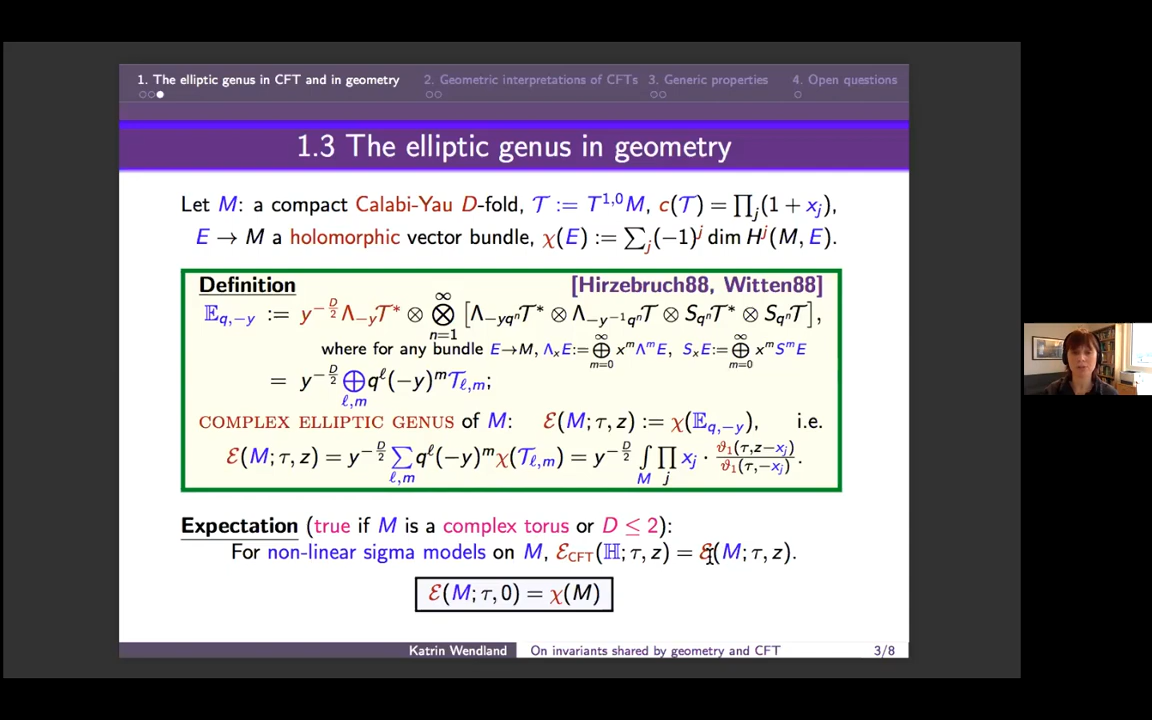 1. The elliptic genus in CFT and in geometry 2. Geometric interpretations of CFTs 3. Generic properties 4. Open questions
1.3 The elliptic genus in geometry
Let M: a compact Calabi-Yau D-fold, 𝒯 := T^{1,0}M, c(𝒯) = ∏_j(1 + x_j),
E → M a holomorphic vector bundle, χ(E) := ∑_j(−1)^j dim H^j(M, E).
Definition [Hirzebruch88, Witten88]
𝔼_{q,−y} := y^{−D/2}Λ_{−y}𝒯* ⊗ ⊗_{n=1}^{∞} [Λ_{−yq^n}𝒯* ⊗ Λ_{−y^{−1}q^n}𝒯 ⊗ S_{q^n}𝒯* ⊗ S_{q^n}𝒯],
where for any bundle E→M, Λ_xE:= ⊕_{m=0}^{∞} x^mΛ^mE, S_xE:= ⊕_{m=0}^{∞} x^mS^mE
= y^{−D/2} ⊕_{ℓ,m} q^ℓ(−y)^m𝒯_{ℓ,m};
COMPLEX ELLIPTIC GENUS of M: ℰ(M; τ, z) := χ(𝔼_{q,−y}), i.e.
ℰ(M; τ, z) = y^{−D/2} ∑_{ℓ,m} q^ℓ(−y)^mχ(𝒯_{ℓ,m}) = y^{−D/2} ∫_M ∏_j x_j · ϑ_1(τ,z−x_j)/ϑ_1(τ,−x_j).
Expectation (true if M is a complex torus or D ≤ 2):
For non-linear sigma models on M, ℰ_{CFT}(ℍ; τ, z) = ℰ(M; τ, z).
ℰ(M; τ, 0) = χ(M)
Katrin Wendland On invariants shared by geometry and CFT 3/8